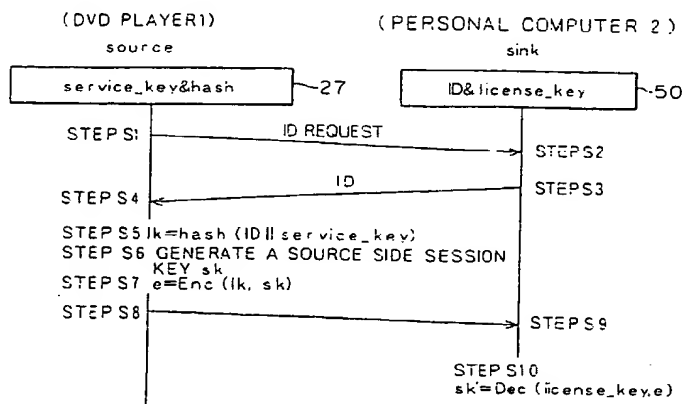 (DVD PLAYER1)
(PERSONAL COMPUTER 2)
source
sink
service_key&hash
27
ID&license_key
50
STEP S1
ID REQUEST
STEP S2
ID
STEP S3
STEP S4
STEP S5 lk=hash (ID || service_key)
STEP S6 GENERATE A SOURCE SIDE SESSION
KEY sk
STEP S7 e=Enc (lk, sk)
STEP S8
STEP S9
STEP S10
sk'=Dec (license_key,e)